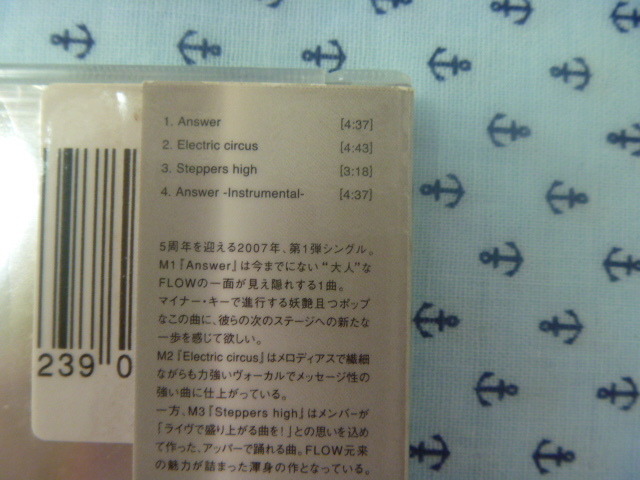 1. Answer [4:37]
2. Electric circus [4:43]
3. Steppers high [3:18]
4. Answer -Instrumental- [4:37]
5周年を迎える2007年、第1弾シングル。
M1『Answer』は今までにない“大人”な
FLOWの一面が見え隠れする1曲。
マイナー・キーで進行する妖艶且つポップ
なこの曲に、彼らの次のステージへの新たな
一歩を感じて欲しい。
M2『Electric circus』はメロディアスで繊細
ながらも力強いヴォーカルでメッセージ性の
強い曲に仕上がっている。
一方、M3『Steppers high』はメンバーが
「ライヴで盛り上がる曲を!」との思いを込め
て作った、アッパーで踊れる曲。FLOW元来
の魅力が詰まった渾身の作となっている。
239 0